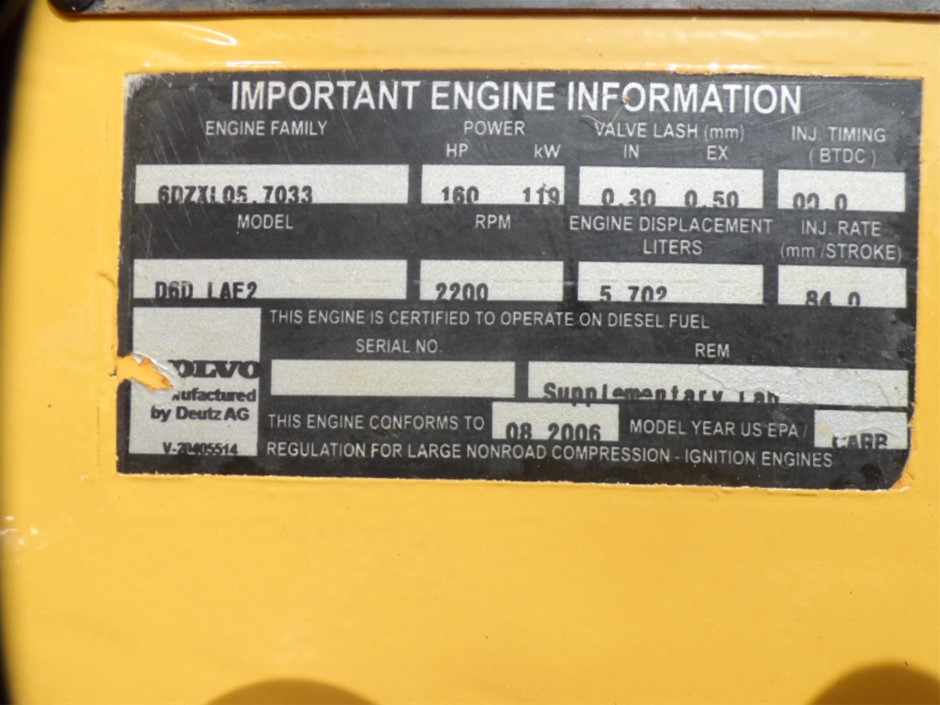 IMPORTANT ENGINE INFORMATION
ENGINE FAMILY POWER VALVE LASH (mm) INJ. TIMING
HP kW IN EX (BTDC)
6DZXL05.7033 160 119 0.30 0.50 00.0
MODEL RPM ENGINE DISPLACEMENT INJ. RATE
LITERS (mm³/STROKE)
D6D LAE2 2200 5.702 84.0
THIS ENGINE IS CERTIFIED TO OPERATE ON DIESEL FUEL
SERIAL NO. REM
OLVO
Supplementary Lab
ufactured
by Deutz AG
THIS ENGINE CONFORMS TO 08.2006 MODEL YEAR US EPA / CARB
V-20405514
REGULATION FOR LARGE NONROAD COMPRESSION - IGNITION ENGINES